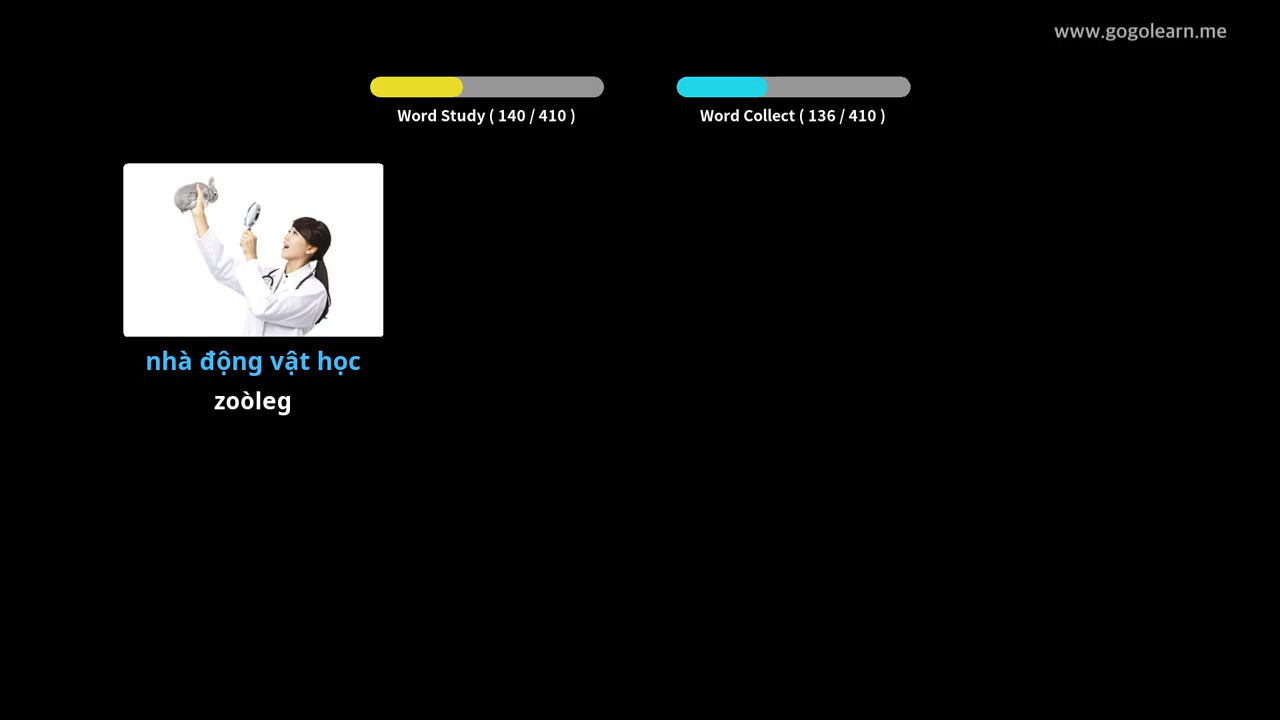 www.gogolearn.me
Word Study ( 140 / 410 )
Word Collect ( 136 / 410 )
nhà động vật học
zoòleg